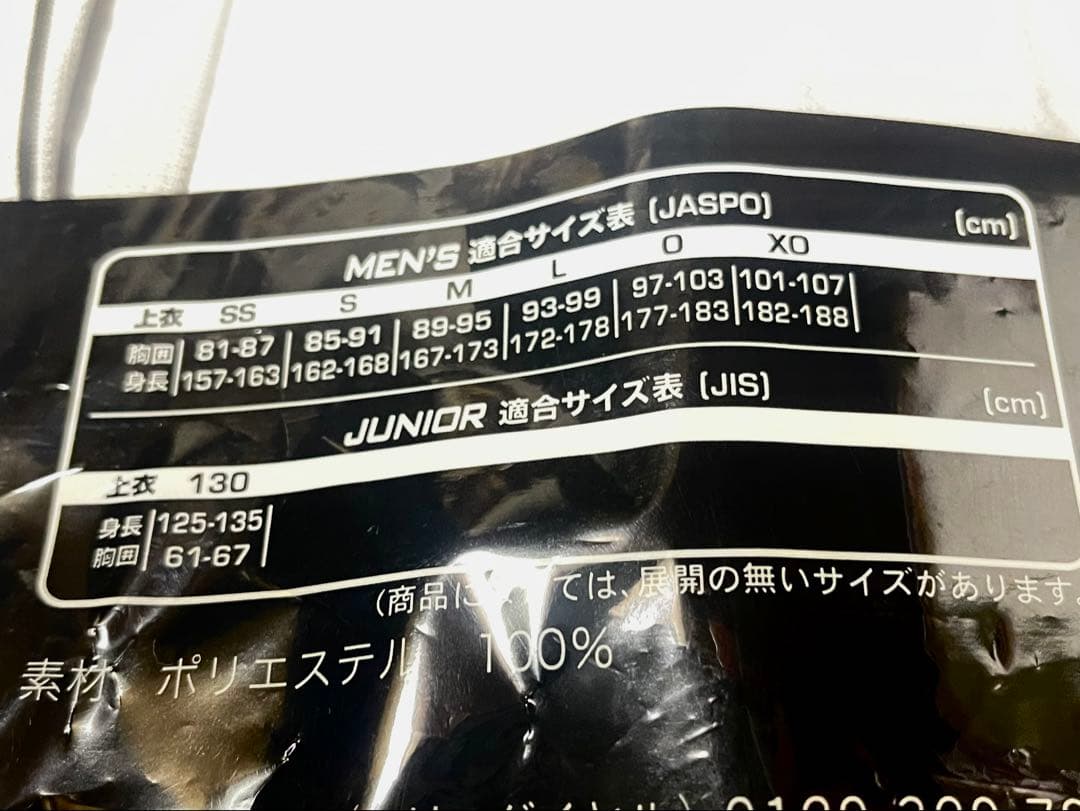 MEN'S 適合サイズ表 (JASPO) (cm)
上衣 SS S M L O XO
胸囲 81-87 85-91 89-95 93-99 97-103 101-107
身長 157-163 162-168 167-173 172-178 177-183 182-188
JUNIOR 適合サイズ表 (JIS) (cm)
上衣 130
身長 125-135
胸囲 61-67
(商品に ては、展開の無いサイズがあります。
素材 ポリエステル 100%